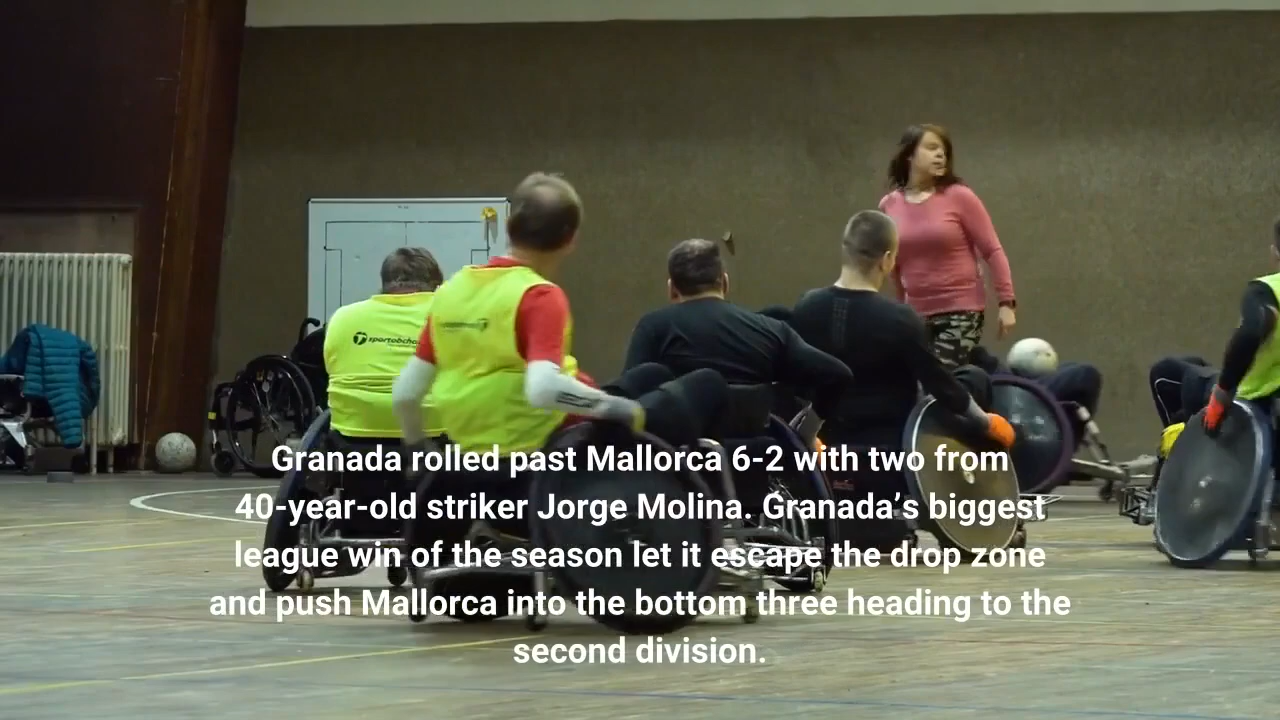 sportobchod
Granada rolled past Mallorca 6-2 with two from
40-year-old striker Jorge Molina. Granada’s biggest
league win of the season let it escape the drop zone
and push Mallorca into the bottom three heading to the
second division.